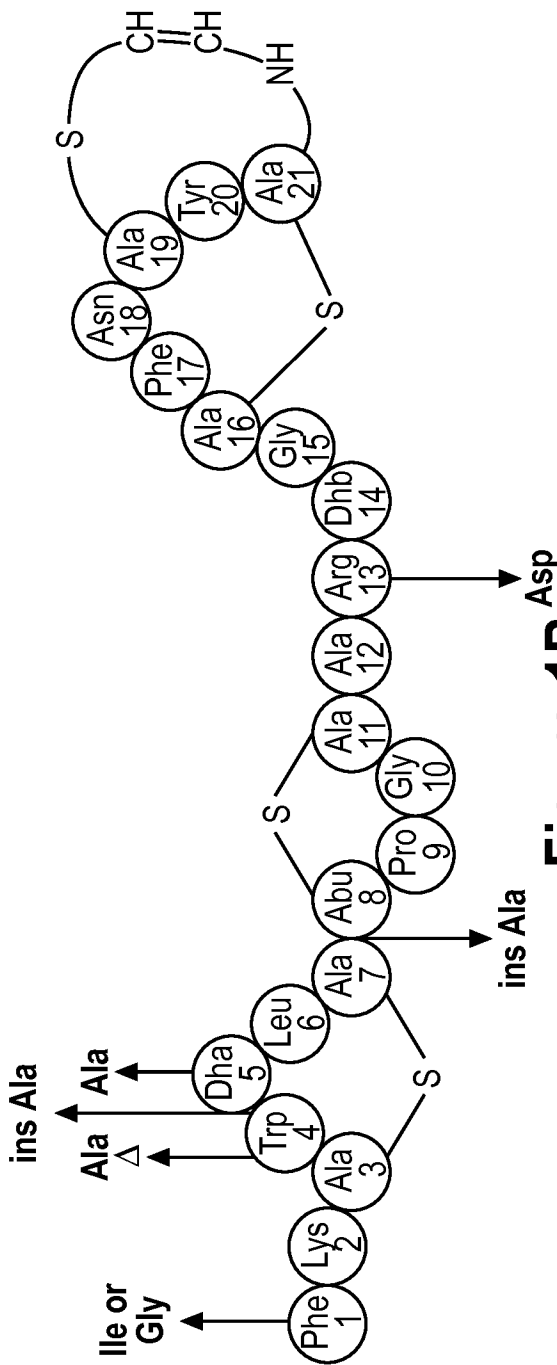 Ile or
Gly
Phe
1
Lys
2
Ala
3
Trp
4
Ala
Δ
ins Ala
Dha
5
Ala
Leu
6
Ala
7
S
ins Ala
Abu
8
Pro
9
Gly
10
Ala
11
S
Ala
12
Arg
13
Asp
Dhb
14
Gly
15
Ala
16
Phe
17
Asn
18
Ala
19
Tyr
20
Ala
21
S
S
CH
CH
NH